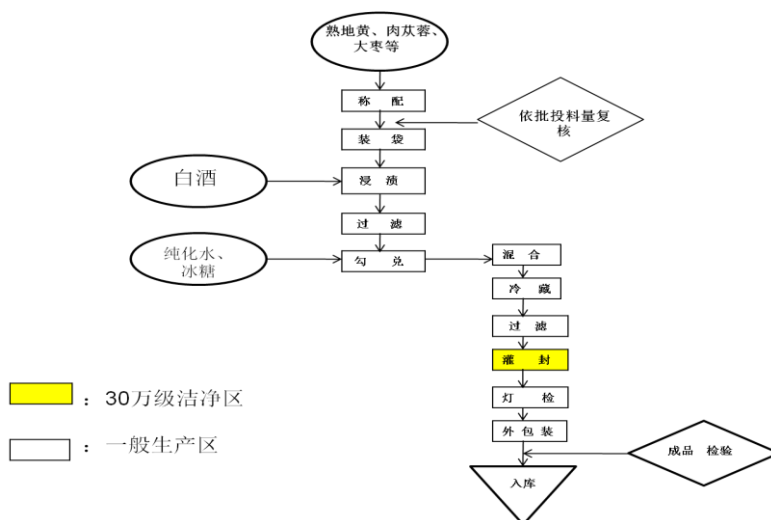 熟地黄、肉苁蓉、
大枣等
称 配
依批投料量复
核
装 袋
白酒
浸 渍
过 滤
纯化水、
冰糖
勾 兑
混 合
冷 藏
过 滤
灌 封
：30万级洁净区
灯 检
外 包 装
：一般生产区
成品 检验
入库